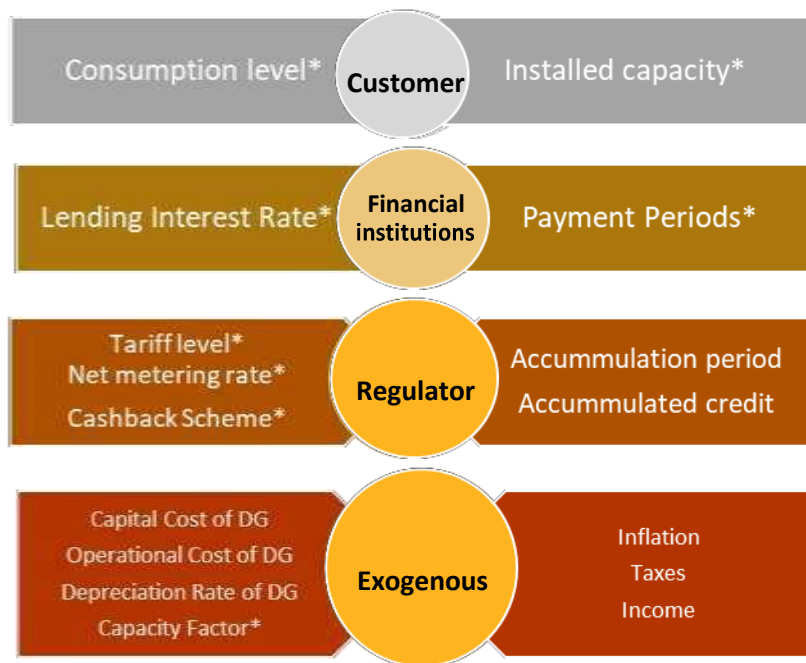 Consumption level*
Customer
Installed capacity*
Lending Interest Rate*
Financial
institutions
Payment Periods*
Tariff level*
Net metering rate*
Cashback Scheme*
Regulator
Accummulation period
Accummulated credit
Capital Cost of DG
Operational Cost of DG
Depreciation Rate of DG
Capacity Factor*
Exogenous
Inflation
Taxes
Income